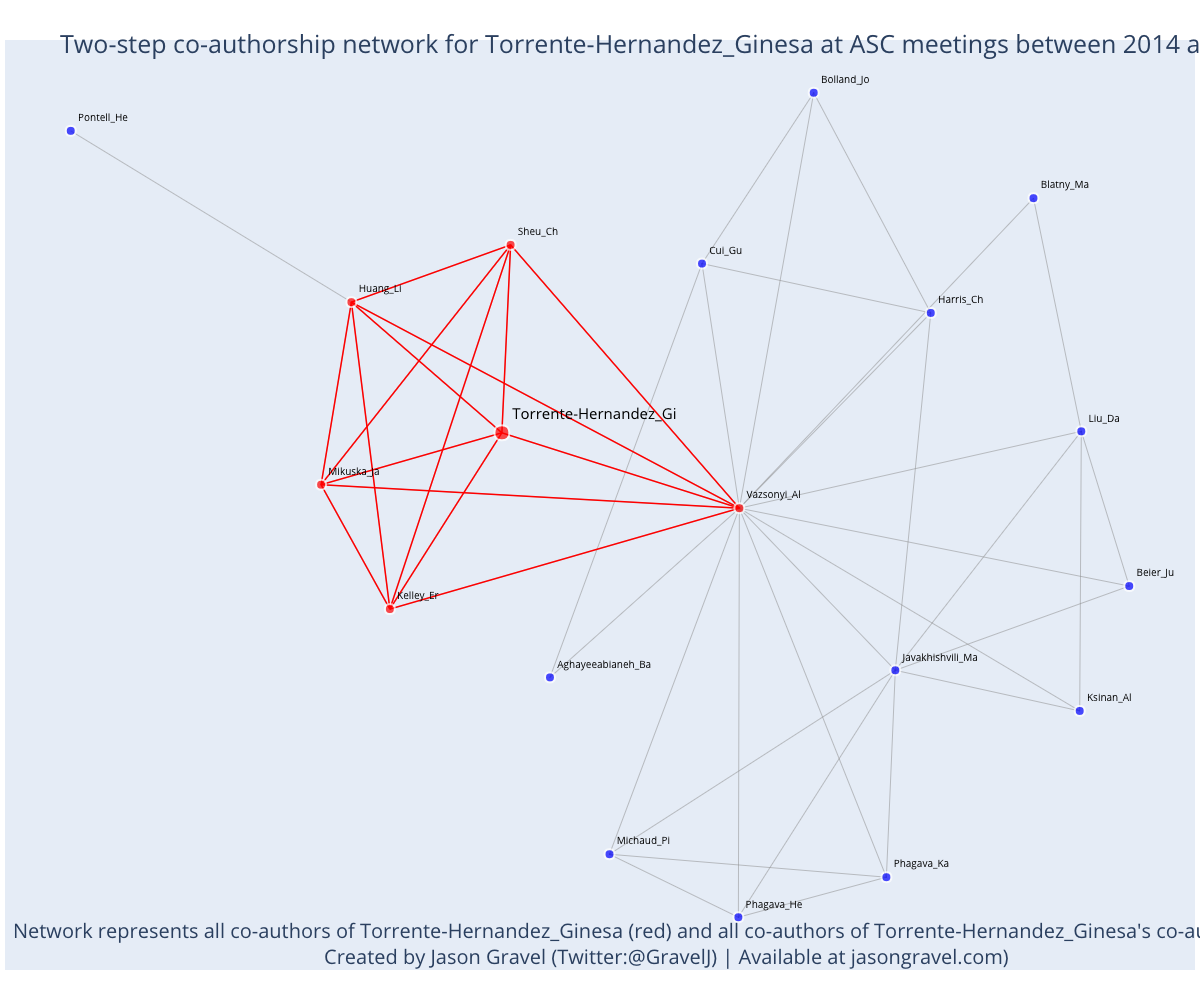 Two-step co-authorship network for Torrente-Hernandez_Ginesa at ASC meetings between 2014 a
Bolland_Jo
Pontell_He
Blatny_Ma
Sheu_Ch
Cui_Gu
Huang_Li
Harris_Ch
Torrente-Hernandez_Gi
Liu_Da
Mikuska_Ja
Vazsonyi_Al
Beier_Ju
Kelley_Er
Javakhishvili_Ma
Aghayeeabianeh_Ba
Ksinan_Al
Michaud_Pi
Phagava_Ka
Phagava_He
Network represents all co-authors of Torrente-Hernandez_Ginesa (red) and all co-authors of Torrente-Hernandez_Ginesa's co-au
Created by Jason Gravel (Twitter:@GravelJ) | Available at jasongravel.com)